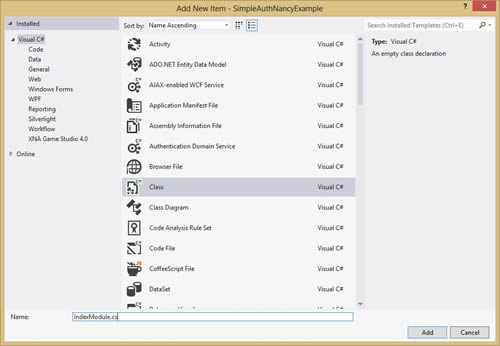 Add New Item - SimpleAuthNancyExample
Installed
Sort by: Name Ascending
Search Installed Templates (Ctrl+E)
Visual C#
Code
Data
General
Web
Windows Forms
WPF
Reporting
Silverlight
Workflow
XNA Game Studio 4.0
Online
Activity Visual C#
ADO.NET Entity Data Model Visual C#
AJAX-enabled WCF Service Visual C#
Application Manifest File Visual C#
Assembly Information File Visual C#
Authentication Domain Service Visual C#
Browser File Visual C#
Class Visual C#
Class Diagram Visual C#
Code Analysis Rule Set Visual C#
Code File Visual C#
CoffeeScript File Visual C#
DataSet Visual C#
Type: Visual C#
An empty class declaration
Name: IndexModule.cs
Add Cancel